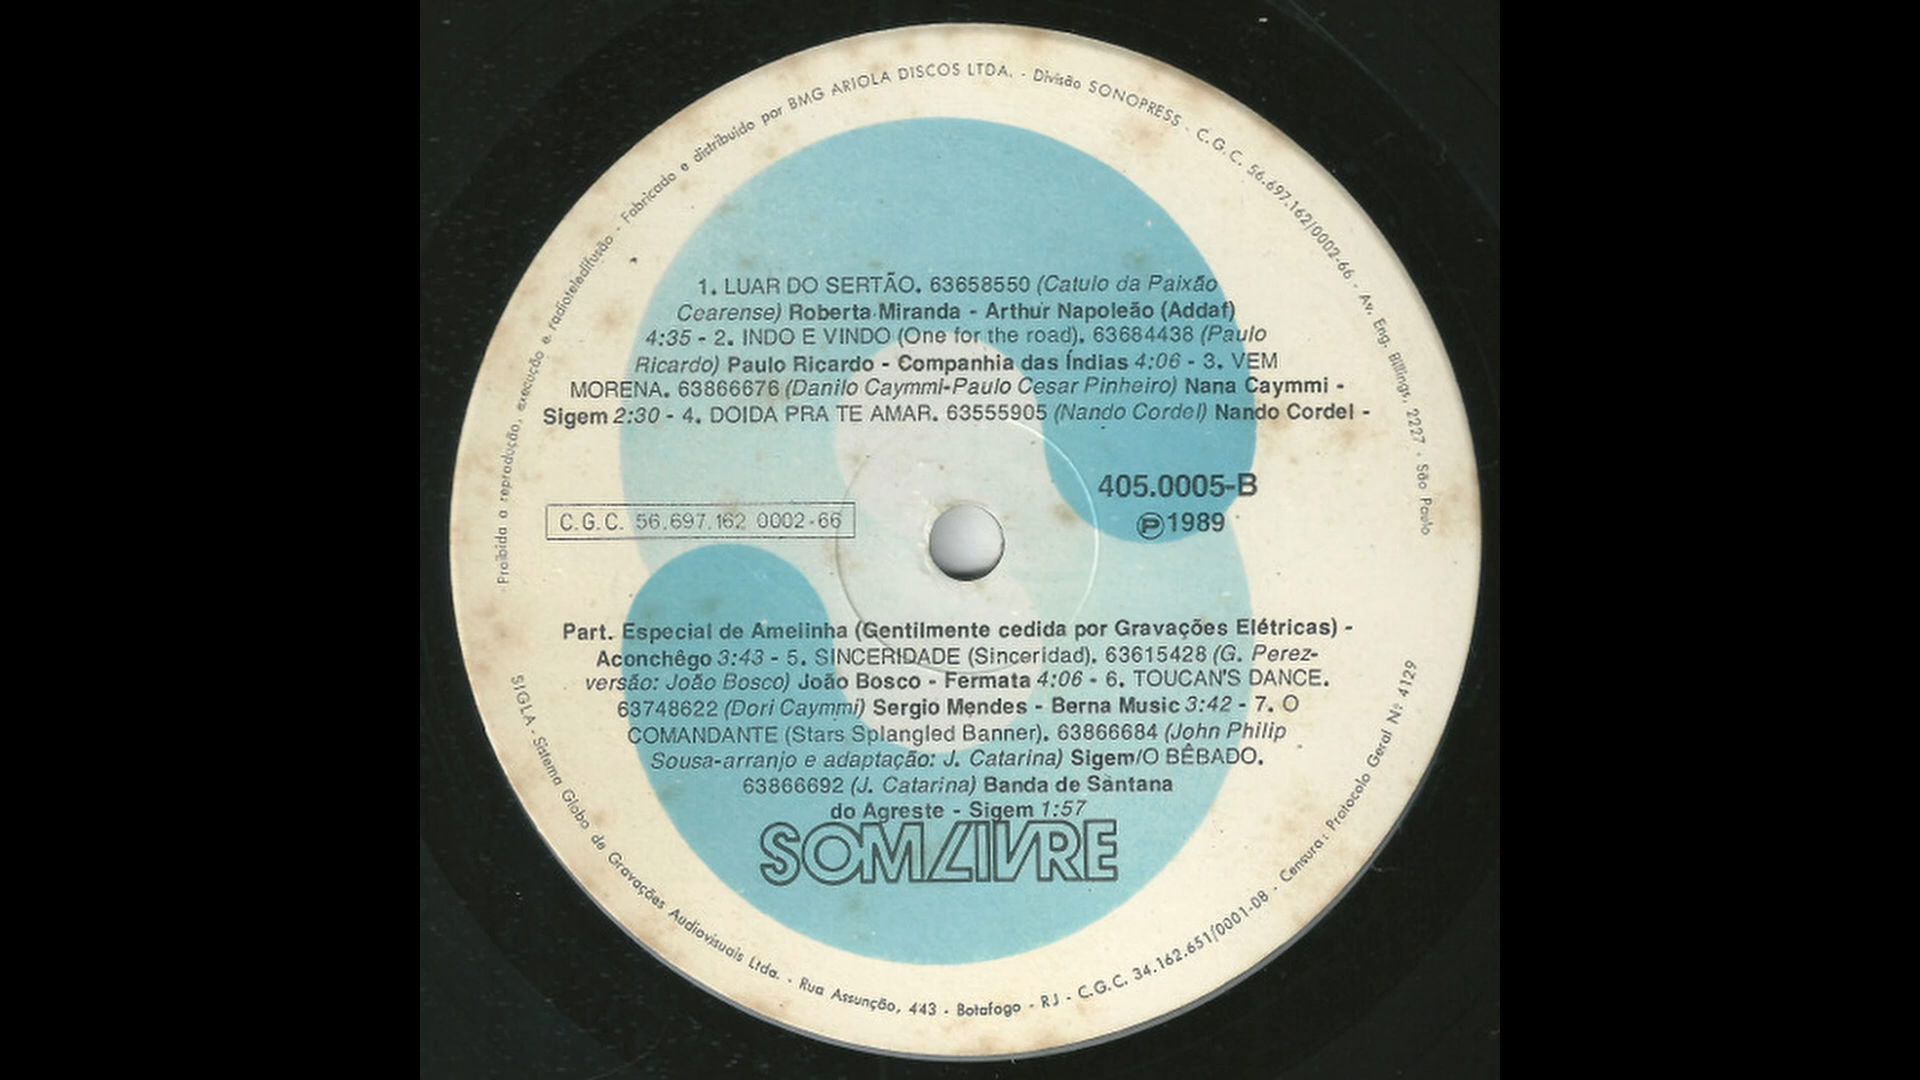 Proibida a reprodução, execução e radioteledifusão - Fabricado e distribuído por BMG ARIOLA DISCOS LTDA. - Divisão SONOPRESS - C.G.C. 56.697.162/0002-66 - Av. Eng. Billings, 2227 - São Paulo
1. LUAR DO SERTÃO. 63658550 (Catulo da Paixão
Cearense) Roberta Miranda - Arthur Napoleão (Addaf)
4:35 - 2. INDO E VINDO (One for the road). 63684438 (Paulo
Ricardo) Paulo Ricardo - Companhia das Índias 4:06 - 3. VEM
MORENA. 63866676 (Danilo Caymmi-Paulo Cesar Pinheiro) Nana Caymmi -
Sigem 2:30 - 4. DOIDA PRA TE AMAR. 63555905 (Nando Cordel) Nando Cordel -
405.0005-B
Ⓟ1989
C.G.C. 56.697.162 0002-66
Part. Especial de Amelinha (Gentilmente cedida por Gravações Elétricas) -
Aconchêgo 3:43 - 5. SINCERIDADE (Sinceridad). 63615428 (G. Perez-
versão: João Bosco) João Bosco - Fermata 4:06 - 6. TOUCAN'S DANCE.
63748622 (Dori Caymmi) Sergio Mendes - Berna Music 3:42 - 7. O
COMANDANTE (Stars Splangled Banner). 63866684 (John Philip
Sousa-arranjo e adaptação: J. Catarina) Sigem/O BÊBADO.
63866692 (J. Catarina) Banda de Santana
do Agreste - Sigem 1:57
SOM LIVRE
SIGLA - Sistema Globo de Gravações Audiovisuais Ltda. - Rua Assunção, 443 - Botafogo - RJ - C.G.C. 34.162.651/0001-08 - Censura: Protocolo Geral Nº 4129